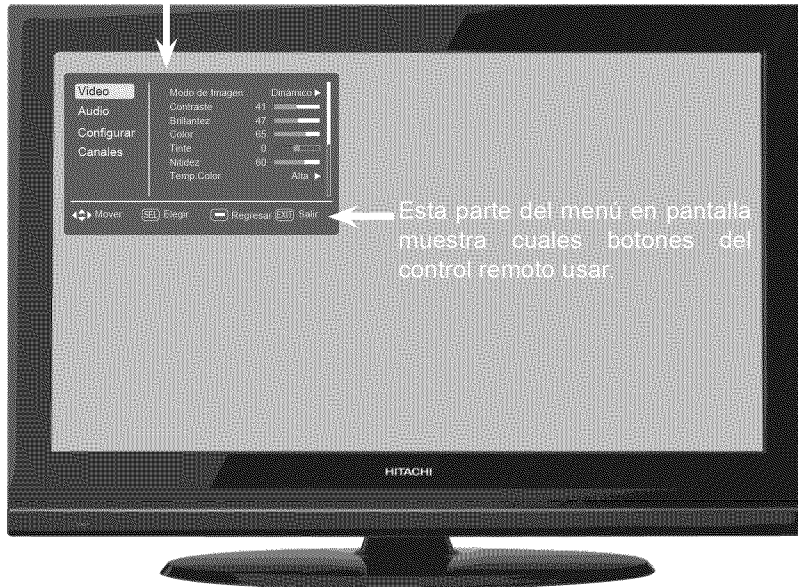 Video
Audio
Configurar
Canales
Modo de Imagen Dinámico
Contraste 41
Brillantez 47
Color 65
Tinte 0
Nitidez 60
Temp.Color Alta
Mover SEL Elegir Regresar EXIT Salir
Esta parte del menú en pantalla
muestra cuales botones del
control remoto usar.
HITACHI